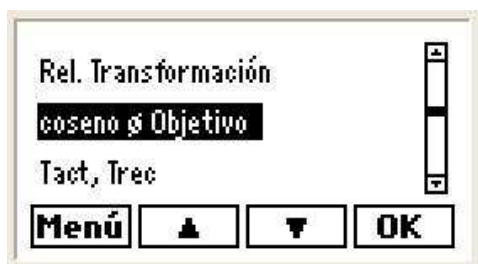 Rel. Transformación
coseno ø Objetivo
Tact, Trec
Menú ▲ ▼ OK